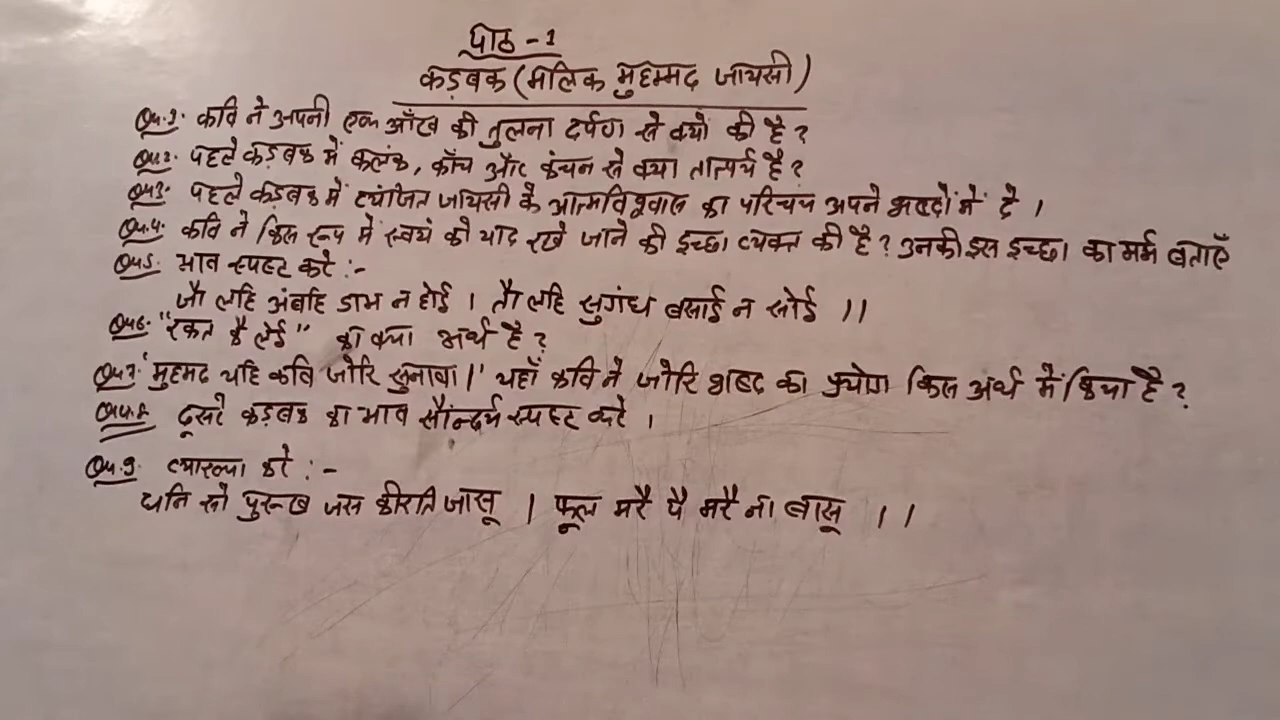 पाठ - 1
कड़बक (मलिक मुहम्मद जायसी)
Qu.1. कवि ने अपनी एक आँख की तुलना दर्पण से क्यों की है ?
Qu.2. पहले कड़बक में कलंक, काँच और कंचन से क्या तात्पर्य है ?
Qu.3. पहले कड़बक में व्यंजित जायसी के आत्मविश्वास का परिचय अपने शब्दों में दे ।
Qu.4. कवि ने किस रूप में स्वयं को याद रखे जाने की इच्छा व्यक्त की है ? उनकी इस इच्छा का मर्म बताएँ
Qu.5. भाव स्पष्ट करे :-
जौ लहि अंबहि डाभ न होई । तौ लहि सुगंध बसाई न सोई ।।
Qu.6. "रकत कै लेई" का क्या अर्थ है ?
Qu.7. 'मुहमद यहि कवि जोरि सुनावा ।' यहाँ कवि ने जोरि शब्द का प्रयोग किस अर्थ में किया है ?
Qu.8. दूसरे कड़बक का भाव सौन्दर्य स्पष्ट करे ।
Qu.9. व्याख्या करे :-
धनि सो पुरूख जस कीरति जासू । फूल मरै पै मरै ना बासू ।।